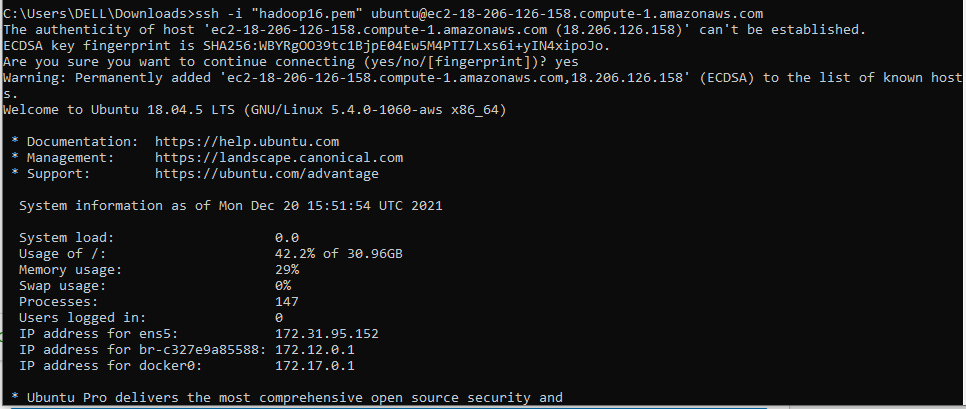 C:\Users\DELL\Downloads>ssh -i "hadoop16.pem" ubuntu@ec2-18-206-126-158.compute-1.amazonaws.com
The authenticity of host 'ec2-18-206-126-158.compute-1.amazonaws.com (18.206.126.158)' can't be established.
ECDSA key fingerprint is SHA256:WBYRgOO39tc1BjpE04Ew5M4PTI7Lxs6i+yIN4xipoJo.
Are you sure you want to continue connecting (yes/no/[fingerprint])? yes
Warning: Permanently added 'ec2-18-206-126-158.compute-1.amazonaws.com,18.206.126.158' (ECDSA) to the list of known host
s.
Welcome to Ubuntu 18.04.5 LTS (GNU/Linux 5.4.0-1060-aws x86_64)
* Documentation:  https://help.ubuntu.com
* Management:     https://landscape.canonical.com
* Support:        https://ubuntu.com/advantage
System information as of Mon Dec 20 15:51:54 UTC 2021
System load:                  0.0
Usage of /:                   42.2% of 30.96GB
Memory usage:                 29%
Swap usage:                   0%
Processes:                    147
Users logged in:              0
IP address for ens5:          172.31.95.152
IP address for br-c327e9a85588: 172.12.0.1
IP address for docker0:       172.17.0.1
* Ubuntu Pro delivers the most comprehensive open source security and